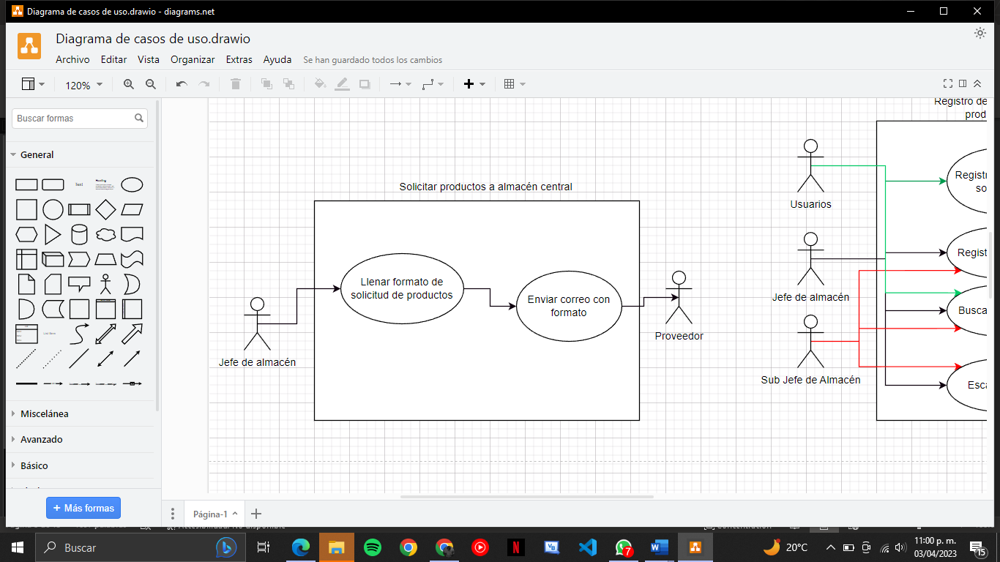 Diagrama de casos de uso.drawio - diagrams.net
Diagrama de casos de uso.drawio
Archivo Editar Vista Organizar Extras Ayuda Se han guardado todos los cambios
120%
Buscar formas
General
Text
Heading
List Item
Miscelánea
Avanzado
Básico
+ Más formas
Solicitar productos a almacén central
Llenar formato de
solicitud de productos
Enviar correo con
formato
Jefe de almacén
Proveedor
Registro de
prod
Usuarios
Jefe de almacén
Sub Jefe de Almacén
Registr
so
Regist
Busca
Esca
Página-1
Buscar
7
20°C
11:00 p. m.
03/04/2023
15